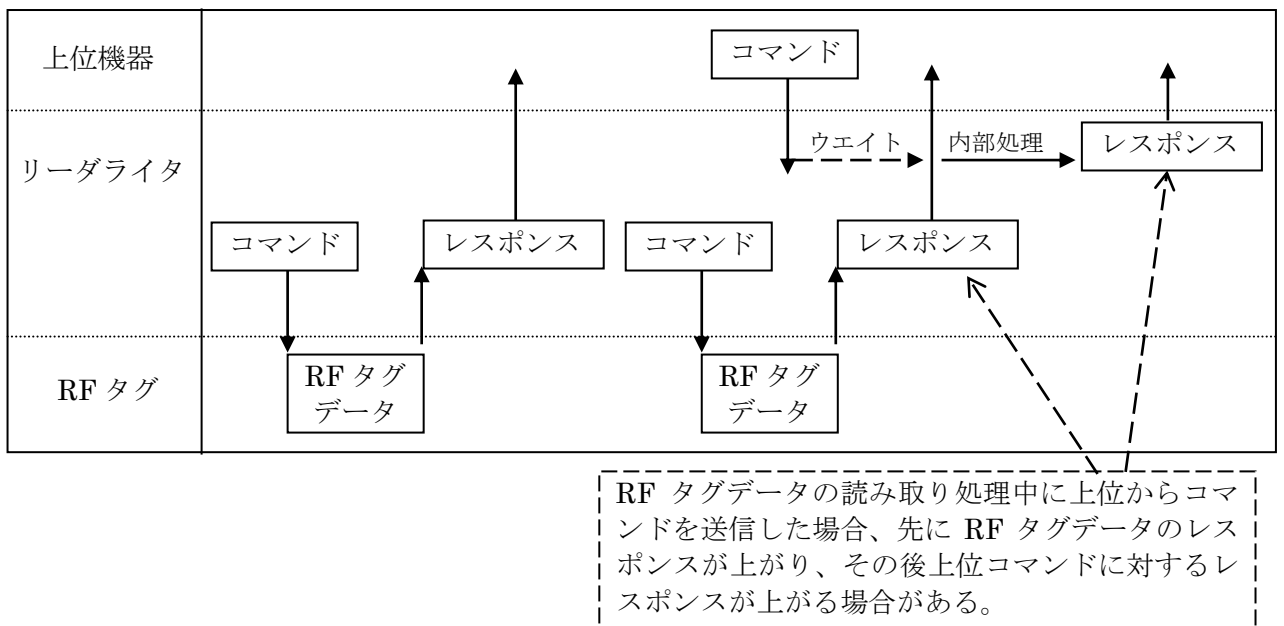 上位機器
コマンド
リーダライタ
ウエイト
内部処理
レスポンス
コマンド
レスポンス
コマンド
レスポンス
RF タグ
RF タグ
データ
RF タグ
データ
RF タグデータの読み取り処理中に上位からコマ
ンドを送信した場合、先に RF タグデータのレス
ポンスが上がり、その後上位コマンドに対するレ
スポンスが上がる場合がある。